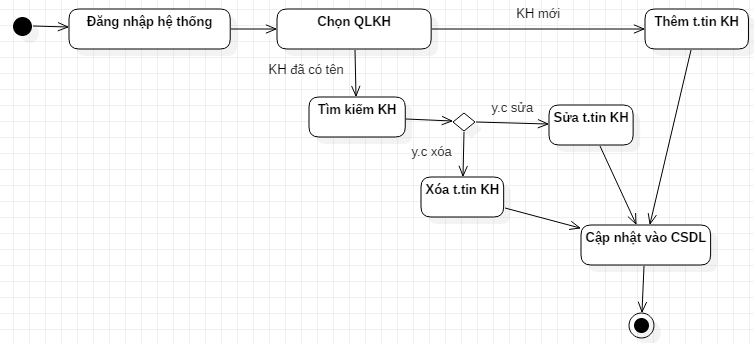 Đăng nhập hệ thống
Chọn QLKH
KH mới
Thêm t.tin KH
KH đã có tên
Tìm kiếm KH
y.c sửa
Sửa t.tin KH
y.c xóa
Xóa t.tin KH
Cập nhật vào CSDL